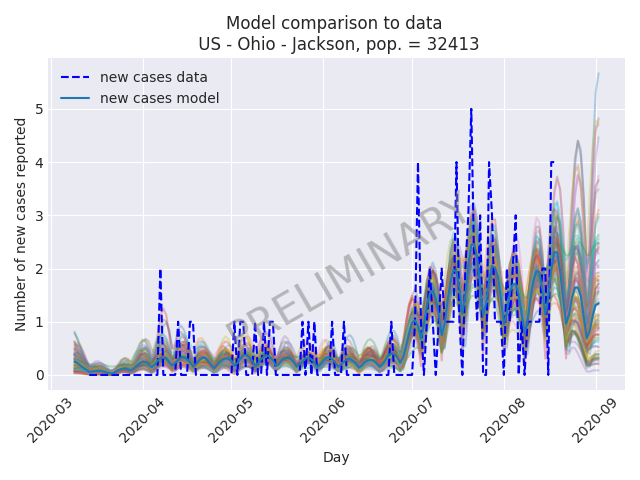 Model comparison to data
US - Ohio - Jackson, pop. = 32413
new cases data
new cases model
Number of new cases reported
5
4
3
2
1
0
PRELIMINARY
2020-03
2020-04
2020-05
2020-06
2020-07
2020-08
2020-09
Day